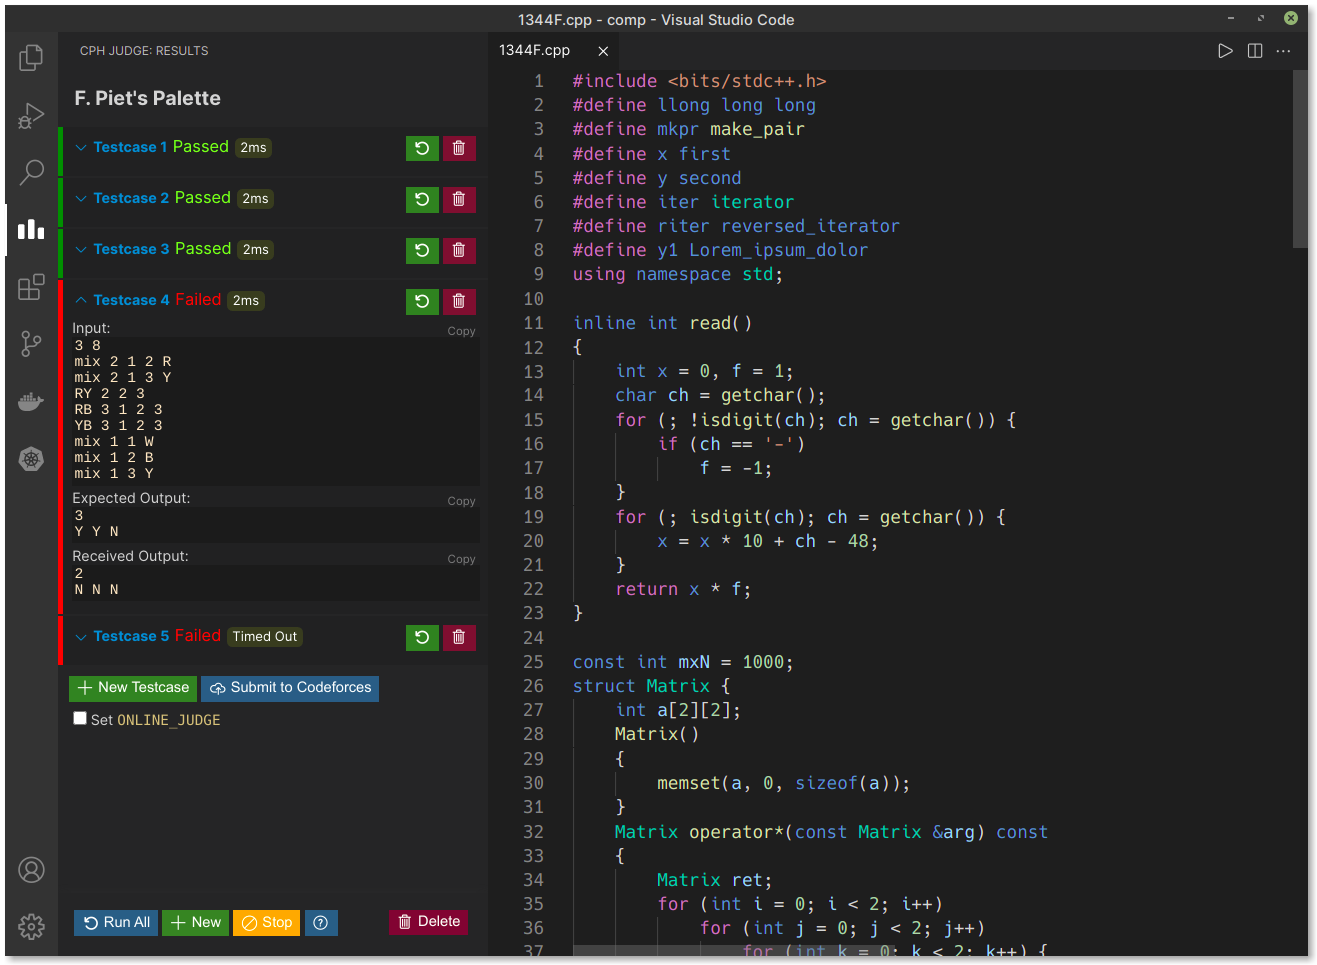 1344F.cpp - comp - Visual Studio Code
CPH JUDGE: RESULTS
F. Piet's Palette
Testcase 1 Passed 2ms
Testcase 2 Passed 2ms
Testcase 3 Passed 2ms
Testcase 4 Failed 2ms
Input:
Copy
3 8
mix 2 1 2 R
mix 2 1 3 Y
RY 2 2 3
RB 3 1 2 3
YB 3 1 2 3
mix 1 1 W
mix 1 2 B
mix 1 3 Y
Expected Output:
Copy
3
Y Y N
Received Output:
Copy
2
N N N
Testcase 5 Failed Timed Out
New Testcase
Submit to Codeforces
Set ONLINE_JUDGE
Run All
New
Stop
Delete
1344F.cpp
1 #include <bits/stdc++.h>
2 #define llong long long
3 #define mkpr make_pair
4 #define x first
5 #define y second
6 #define iter iterator
7 #define riter reversed_iterator
8 #define y1 Lorem_ipsum_dolor
9 using namespace std;
10
11 inline int read()
12 {
13 int x = 0, f = 1;
14 char ch = getchar();
15 for (; !isdigit(ch); ch = getchar()) {
16 if (ch == '-')
17 f = -1;
18 }
19 for (; isdigit(ch); ch = getchar()) {
20 x = x * 10 + ch - 48;
21 }
22 return x * f;
23 }
24
25 const int mxN = 1000;
26 struct Matrix {
27 int a[2][2];
28 Matrix()
29 {
30 memset(a, 0, sizeof(a));
31 }
32 Matrix operator*(const Matrix &arg) const
33 {
34 Matrix ret;
35 for (int i = 0; i < 2; i++)
36 for (int j = 0; j < 2; j++)
37 for (int k = 0; k < 2; k++) {